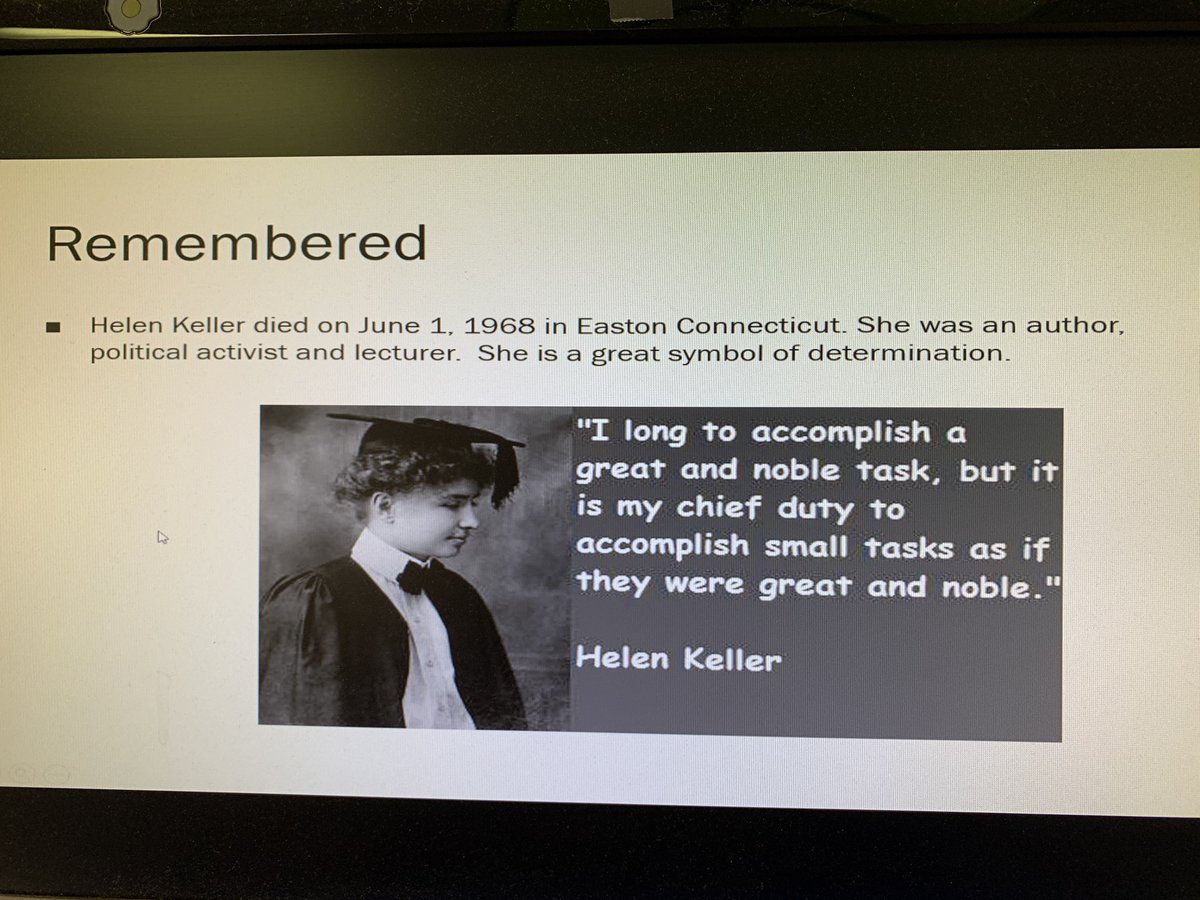 Remembered
▪ Helen Keller died on June 1, 1968 in Easton Connecticut. She was an author,
political activist and lecturer.  She is a great symbol of determination.
"I long to accomplish a
great and noble task, but it
is my chief duty to
accomplish small tasks as if
they were great and noble."
Helen Keller